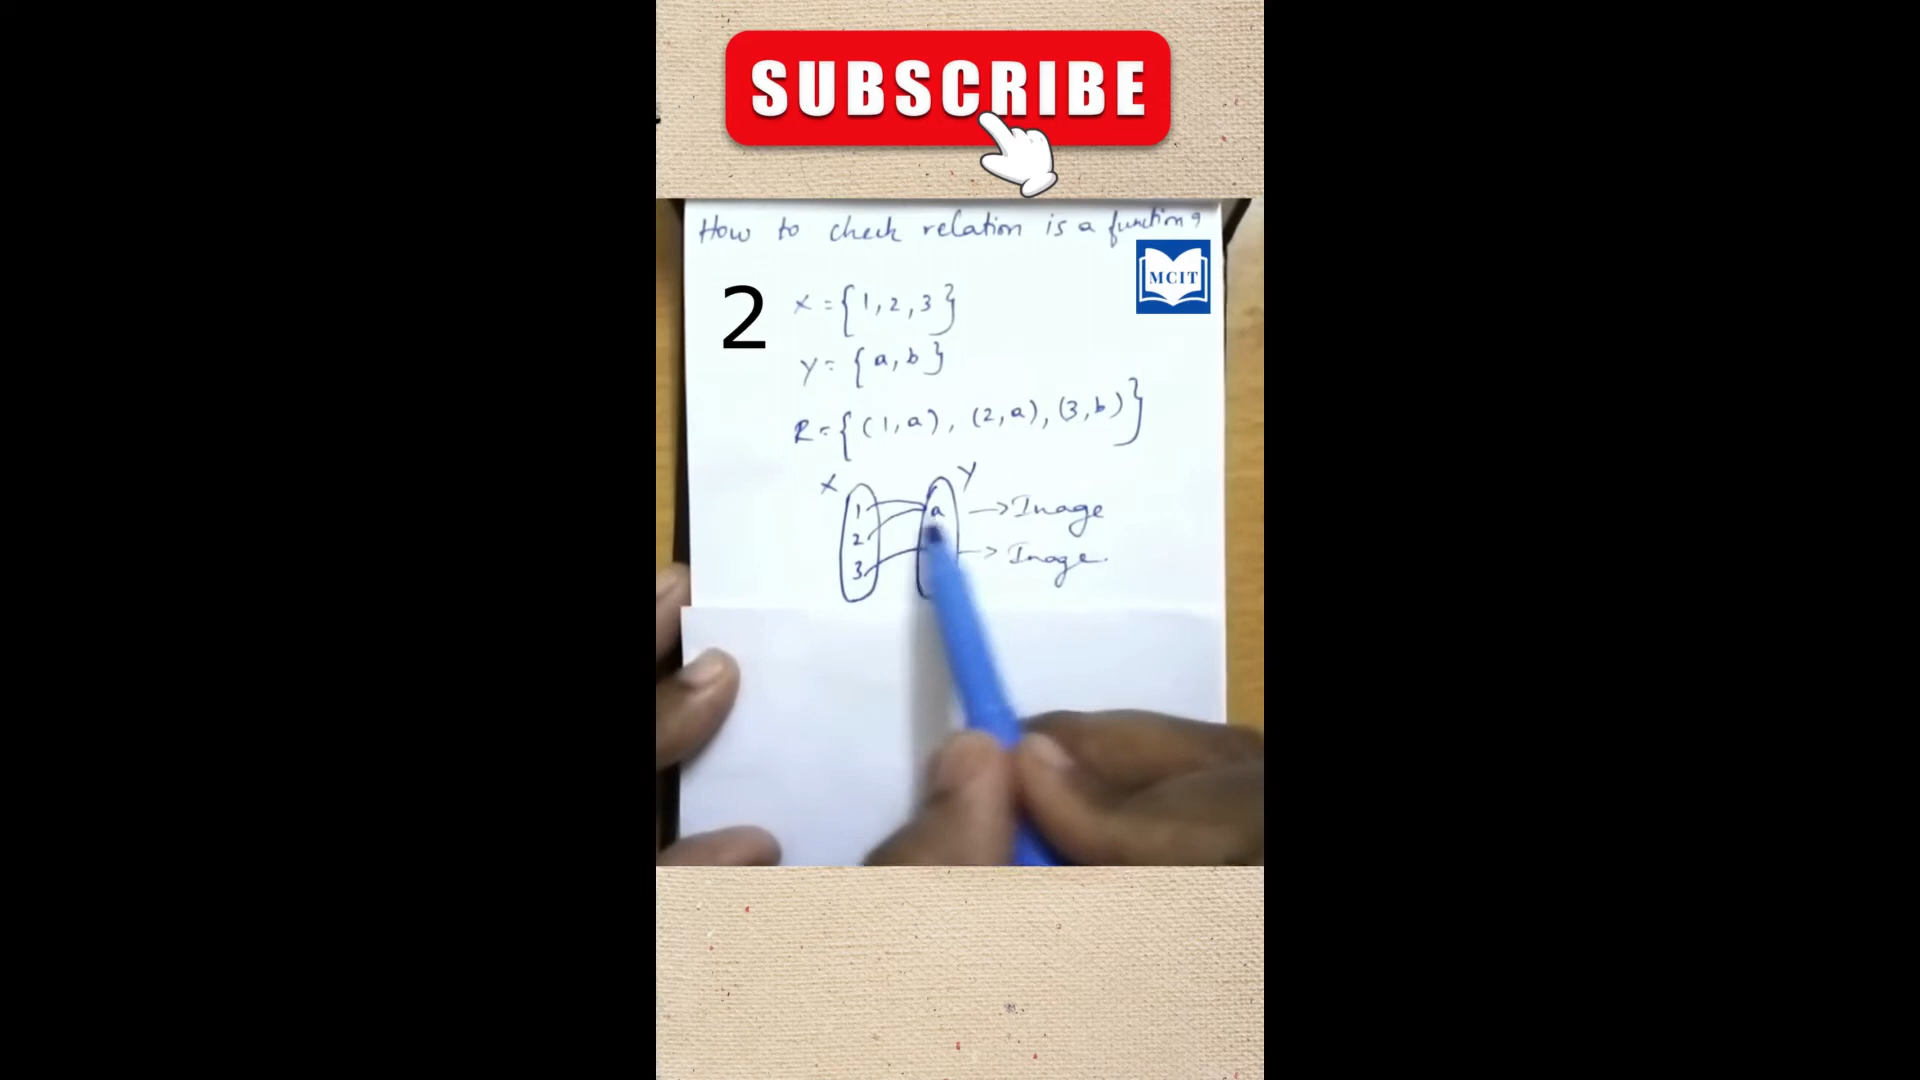 SUBSCRIBE
How to check relation is a function?
MCIT
2
X = {1, 2, 3}
Y = {a, b}
R = {(1, a), (2, a), (3, b)}
X Y
1 a → Image
2
3 → Image.